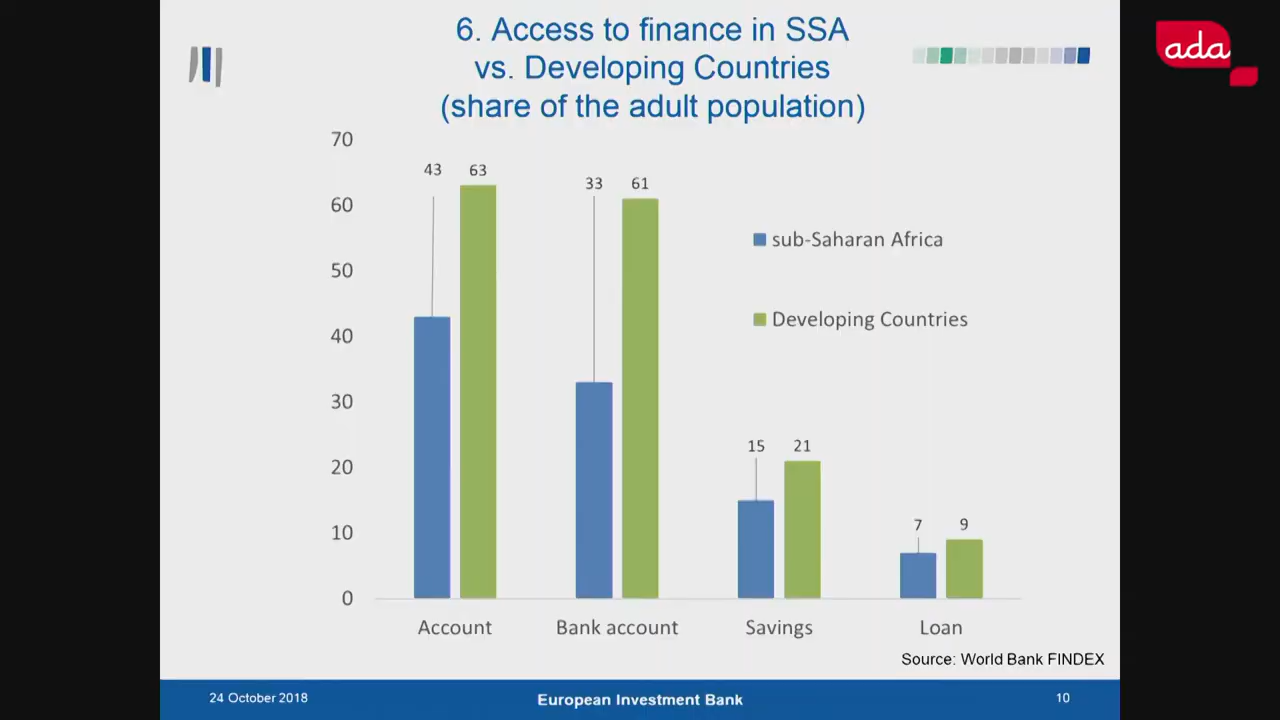 6. Access to finance in SSA
vs. Developing Countries
(share of the adult population)
ada
70
60
50
40
30
20
10
0
43
63
33
61
15
21
7
9
sub-Saharan Africa
Developing Countries
Account
Bank account
Savings
Loan
Source: World Bank FINDEX
24 October 2018
European Investment Bank
10